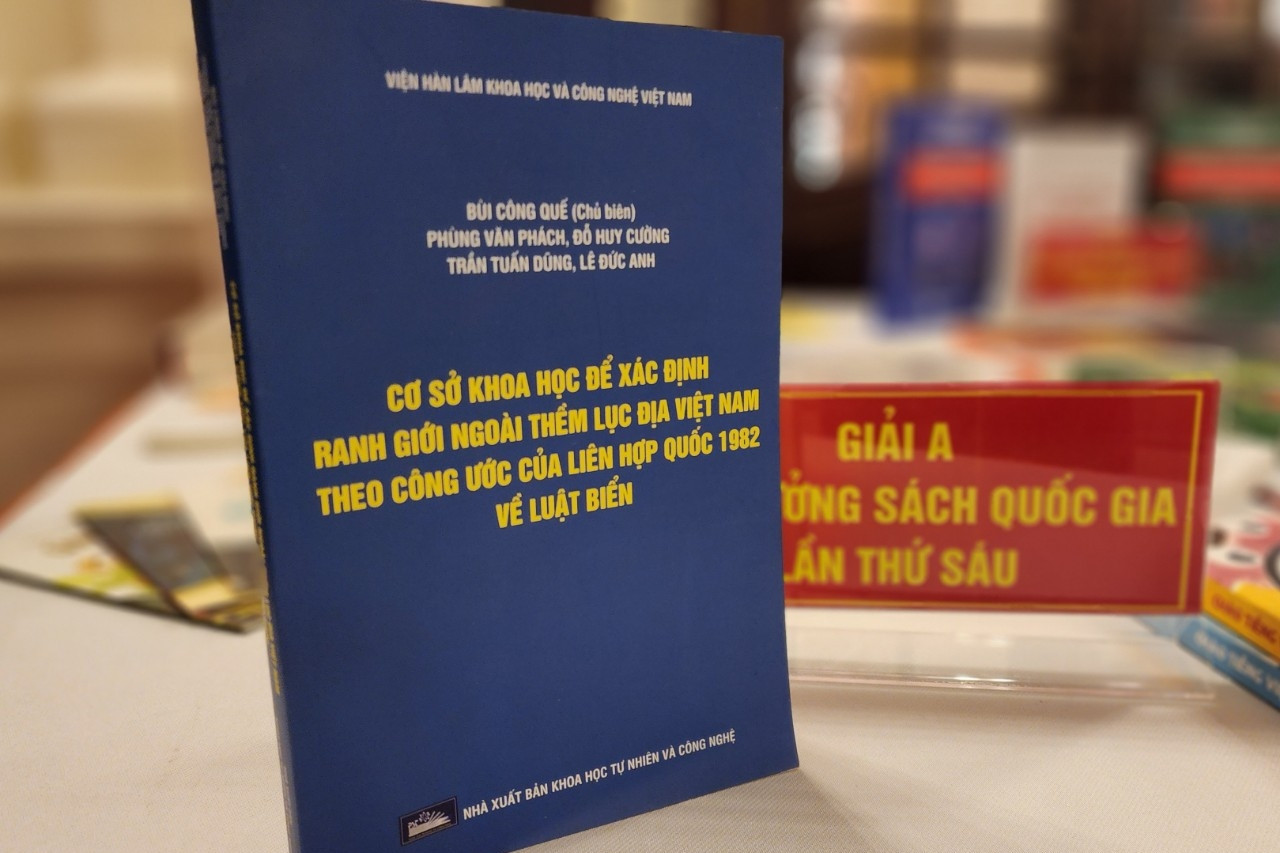 VIỆN HÀN LÂM KHOA HỌC VÀ CÔNG NGHỆ VIỆT NAM
BÙI CÔNG QUẾ (Chủ biên)
PHÙNG VĂN PHÁCH, ĐỖ HUY CƯỜNG
TRẦN TUẤN DŨNG, LÊ ĐỨC ANH
CƠ SỞ KHOA HỌC ĐỂ XÁC ĐỊNH
RANH GIỚI NGOÀI THỀM LỤC ĐỊA VIỆT NAM
THEO CÔNG ƯỚC CỦA LIÊN HỢP QUỐC 1982
VỀ LUẬT BIỂN
NHÀ XUẤT BẢN KHOA HỌC TỰ NHIÊN VÀ CÔNG NGHỆ
GIẢI A
SÁCH QUỐC GIA
LẦN THỨ SÁU